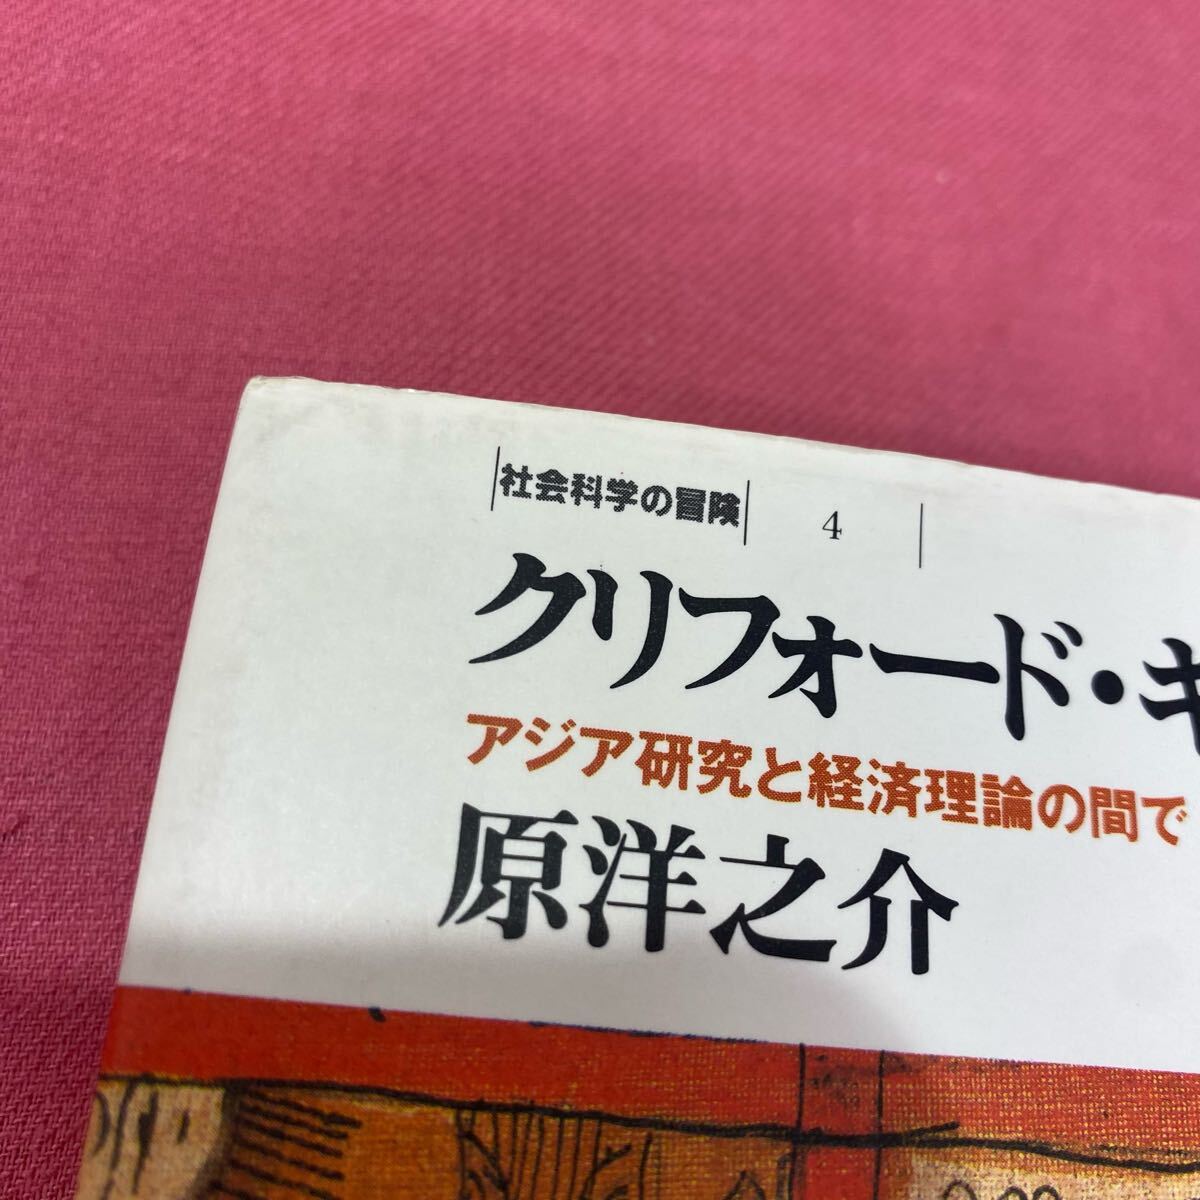 社会科学の冒険 4
クリフォード・ギ
アジア研究と経済理論の間で
原洋之介